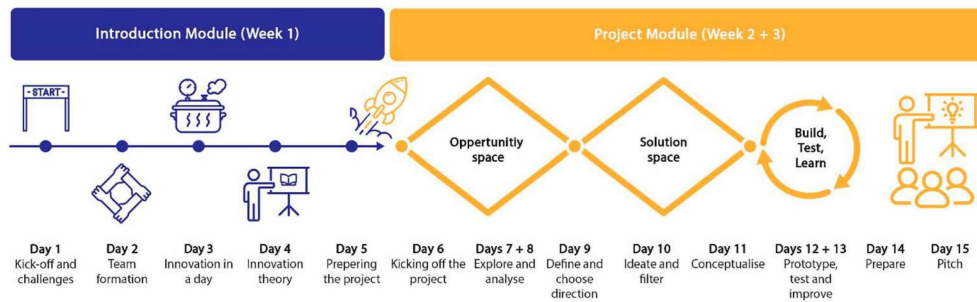 Introduction Module (Week 1)
Project Module (Week 2 + 3)
-START-
Oppertunitiy
space
Solution
space
Build,
Test,
Learn
Day 1
Kick-off and
challenges
Day 2
Team
formation
Day 3
Innovation in
a day
Day 4
Innovation
theory
Day 5
Prepering
the project
Day 6
Kicking off the
project
Days 7 + 8
Explore and
analyse
Day 9
Define and
choose
direction
Day 10
Ideate and
filter
Day 11
Conceptualise
Days 12 + 13
Prototype,
test and
improve
Day 14
Prepare
Day 15
Pitch